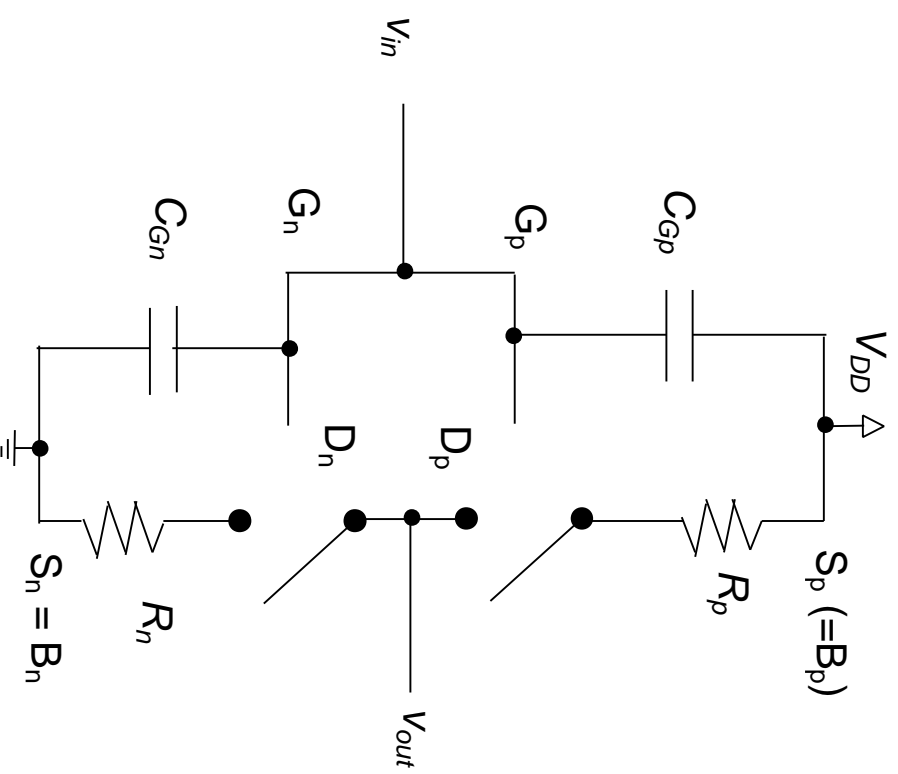 V_DD
S_p (=B_p)
C_Gp
R_p
G_p
D_p
v_in
v_out
G_n
D_n
C_Gn
R_n
S_n = B_n